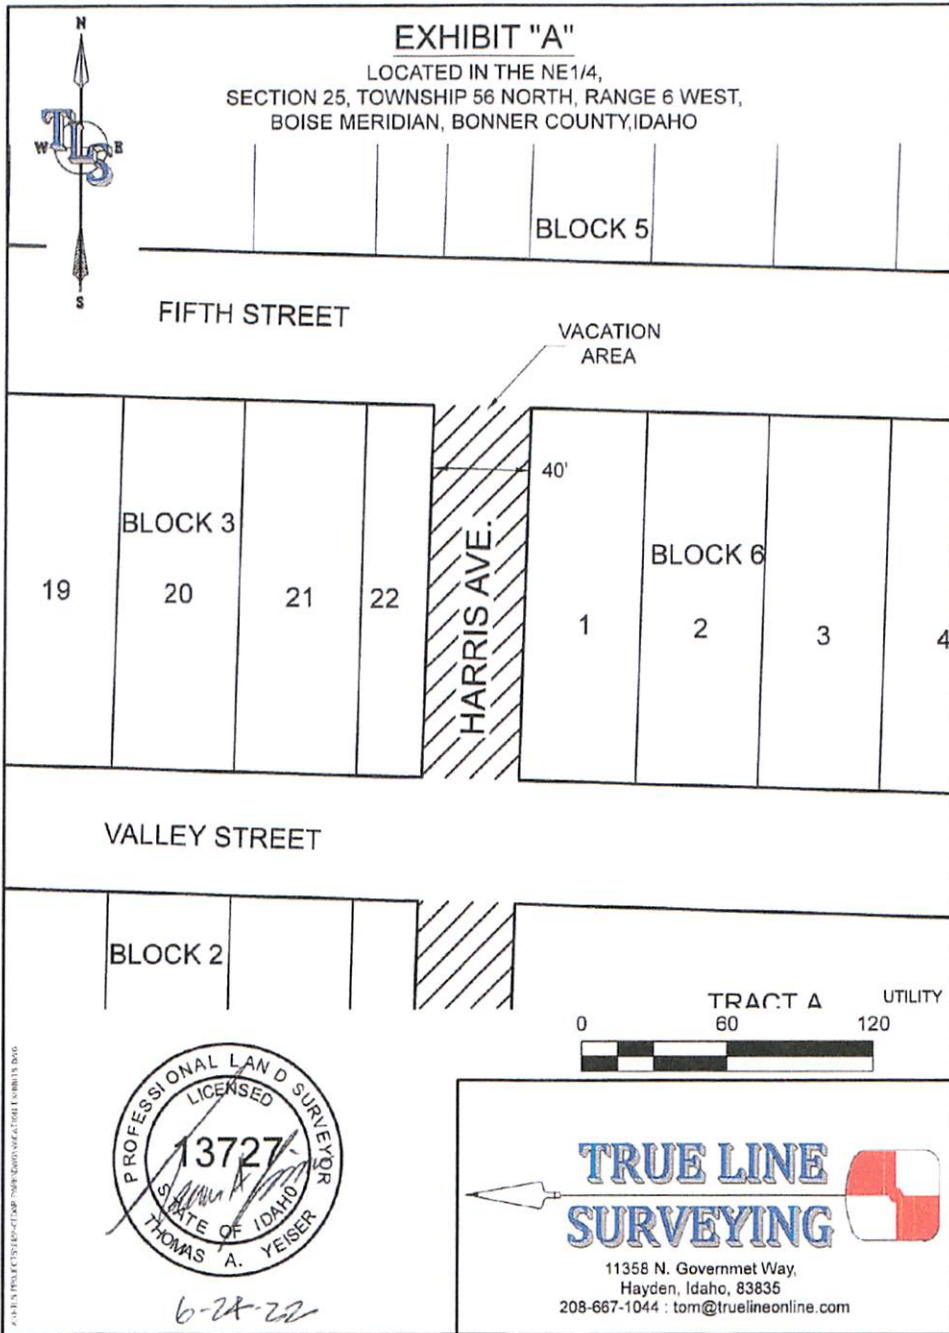 N
EXHIBIT "A"
LOCATED IN THE NE1/4,
SECTION 25, TOWNSHIP 56 NORTH, RANGE 6 WEST,
BOISE MERIDIAN, BONNER COUNTY,IDAHO
W TLS E
S
BLOCK 5
FIFTH STREET
VACATION
AREA
40'
BLOCK 3
19
20
21
22
HARRIS AVE.
BLOCK 6
1
2
3
4
VALLEY STREET
BLOCK 2
TRACT A
UTILITY
0 60 120
PROFESSIONAL LAND SURVEYOR
LICENSED
13727
STATE OF IDAHO
THOMAS A. YEISER
6-24-22
TRUE LINE
SURVEYING
11358 N. Governmet Way,
Hayden, Idaho, 83835
208-667-1044 : tom@truelineonline.com